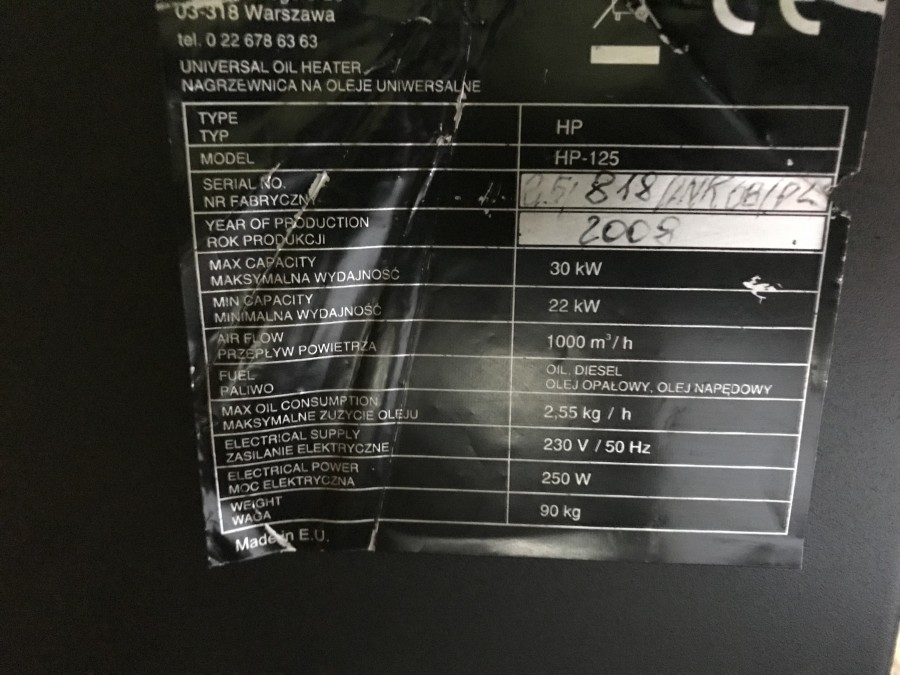 03-318 Warszawa
tel. 0 22 678 63 63
UNIVERSAL OIL HEATER
NAGRZEWNICA NA OLEJE UNIWERSALNE
TYPE
TYP
HP
MODEL
HP-125
SERIAL NO.
NR FABRYCZNY
818
YEAR OF PRODUCTION
ROK PRODUKCJI
2008
MAX CAPACITY
MAKSYMALNA WYDAJNOŚĆ
30 kW
MIN CAPACITY
MINIMALNA WYDAJNOŚĆ
22 kW
AIR FLOW
PRZEPŁYW POWIETRZA
1000 m³/ h
FUEL
PALIWO
OIL, DIESEL
OLEJ OPAŁOWY, OLEJ NAPĘDOWY
MAX OIL CONSUMPTION
MAKSYMALNE ZUŻYCIE OLEJU
2,55 kg / h
ELECTRICAL SUPPLY
ZASILANIE ELEKTRYCZNE
230 V / 50 Hz
ELECTRICAL POWER
MOC ELEKTRYCZNA
250 W
WEIGHT
WAGA
90 kg
Made in E.U.